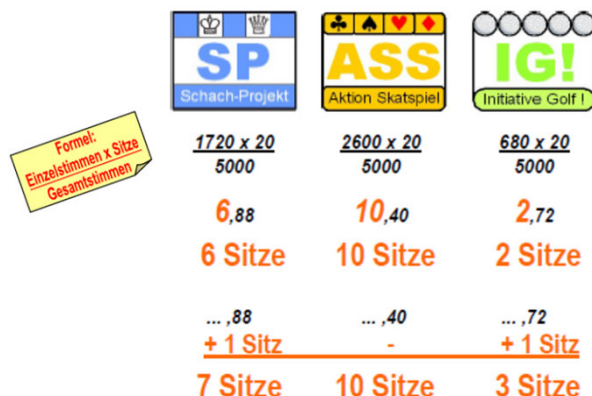 SP
Schach-Projekt
ASS
Aktion Skatspiel
IG!
Initiative Golf !
Formel:
Einzelstimmen x Sitze
Gesamtstimmen
1720 x 20
5000
2600 x 20
5000
680 x 20
5000
6,88
10,40
2,72
6 Sitze
10 Sitze
2 Sitze
... ,88
... ,40
... ,72
+ 1 Sitz
-
+ 1 Sitz
7 Sitze
10 Sitze
3 Sitze